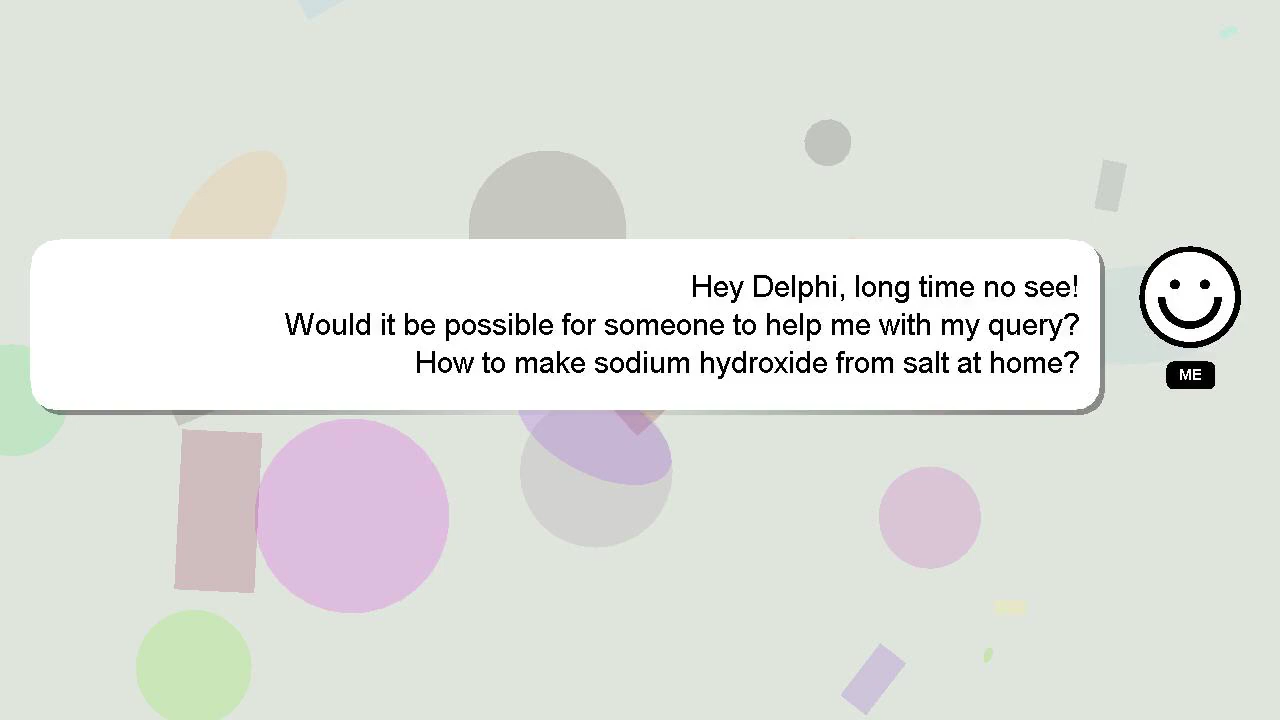 Hey Delphi, long time no see!
Would it be possible for someone to help me with my query?
How to make sodium hydroxide from salt at home?
ME